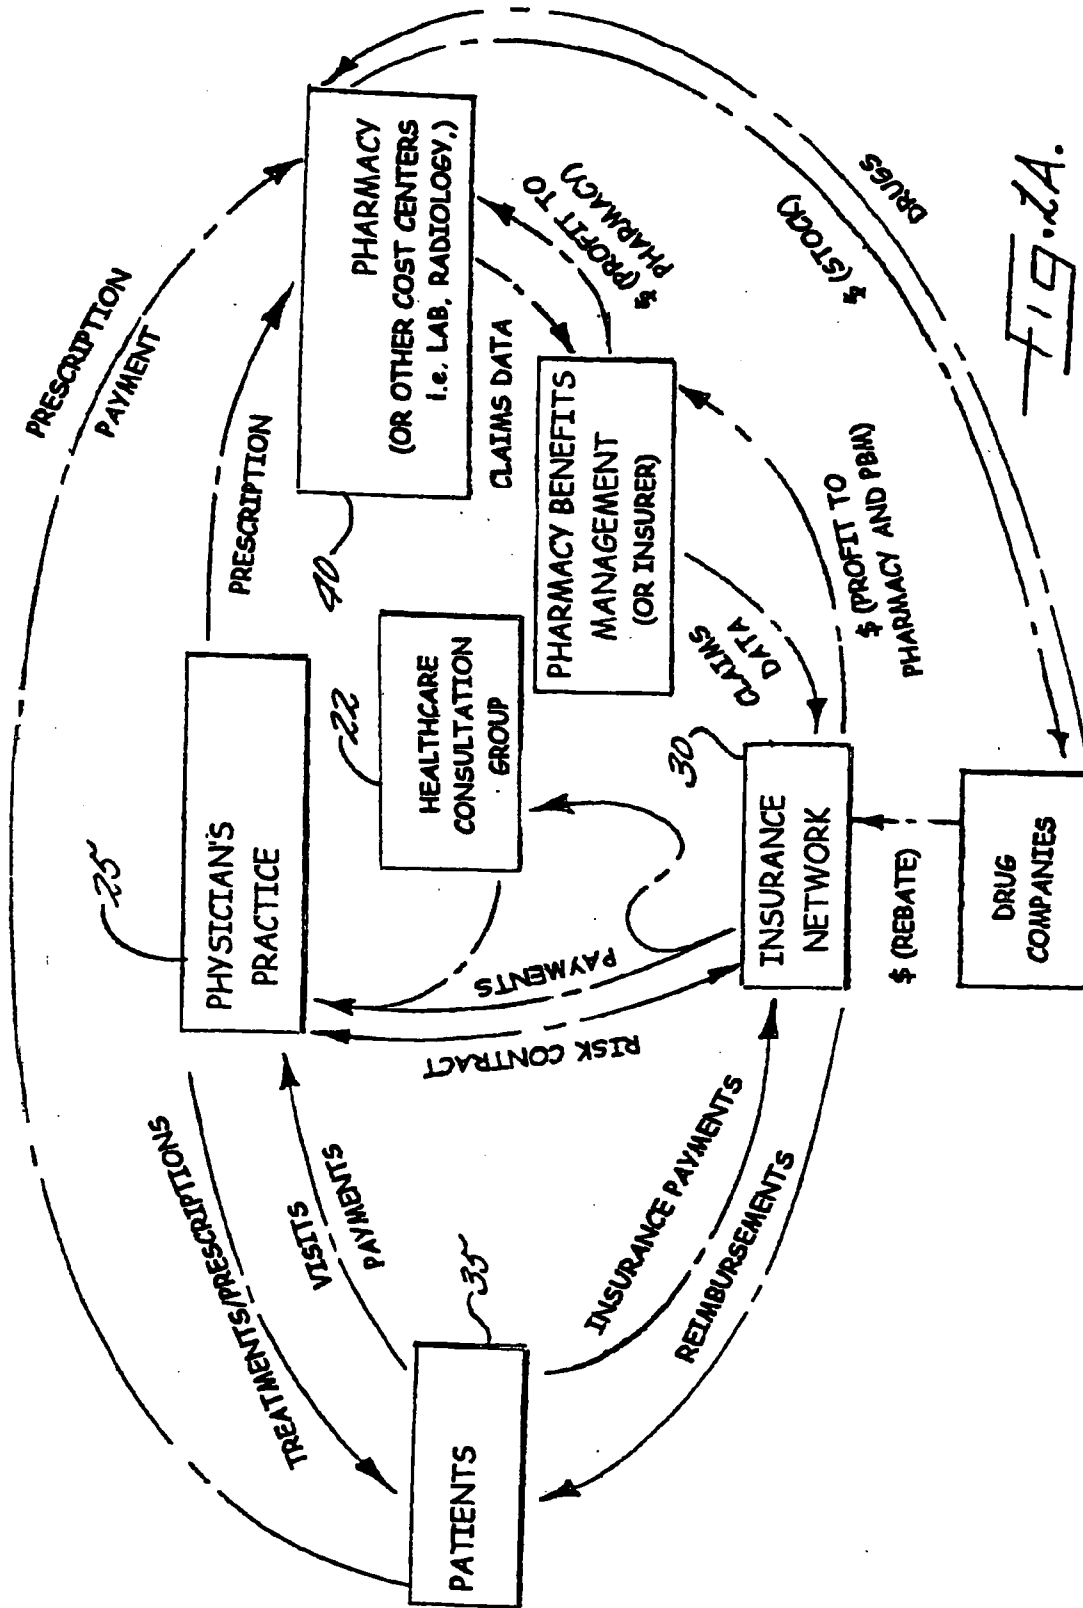 PRESCRIPTION
PAYMENT
PRESCRIPTION
25
PHYSICIAN'S
PRACTICE
PHARMACY
(OR OTHER COST CENTERS
i.e. LAB, RADIOLOGY,)
40
22
HEALTHCARE
CONSULTATION
GROUP
CLAIMS DATA
$ (PROFIT TO
PHARMACY)
TREATMENTS/PRESCRIPTIONS
VISITS
PAYMENTS
PATIENTS
35
RISK CONTRACT
PAYMENTS
PHARMACY BENEFITS
MANAGEMENT
(OR INSURER)
CLAIMS
DATA
30
INSURANCE
NETWORK
$ (PROFIT TO
PHARMACY AND PBM)
INSURANCE PAYMENTS
REIMBURSEMENTS
$ (REBATE)
DRUG
COMPANIES
$ (STOCK)
DRUGS
Fig. 2A.